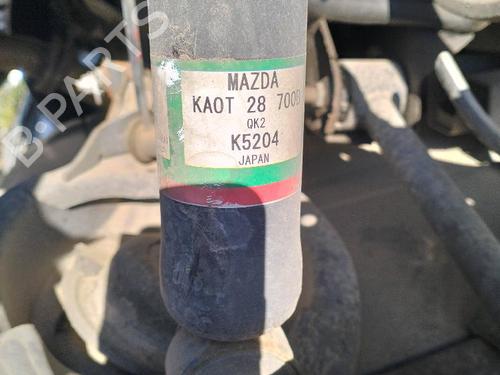 B-PARTS
MAZDA
KA0T 28 700
QK2
K5204
JAPAN